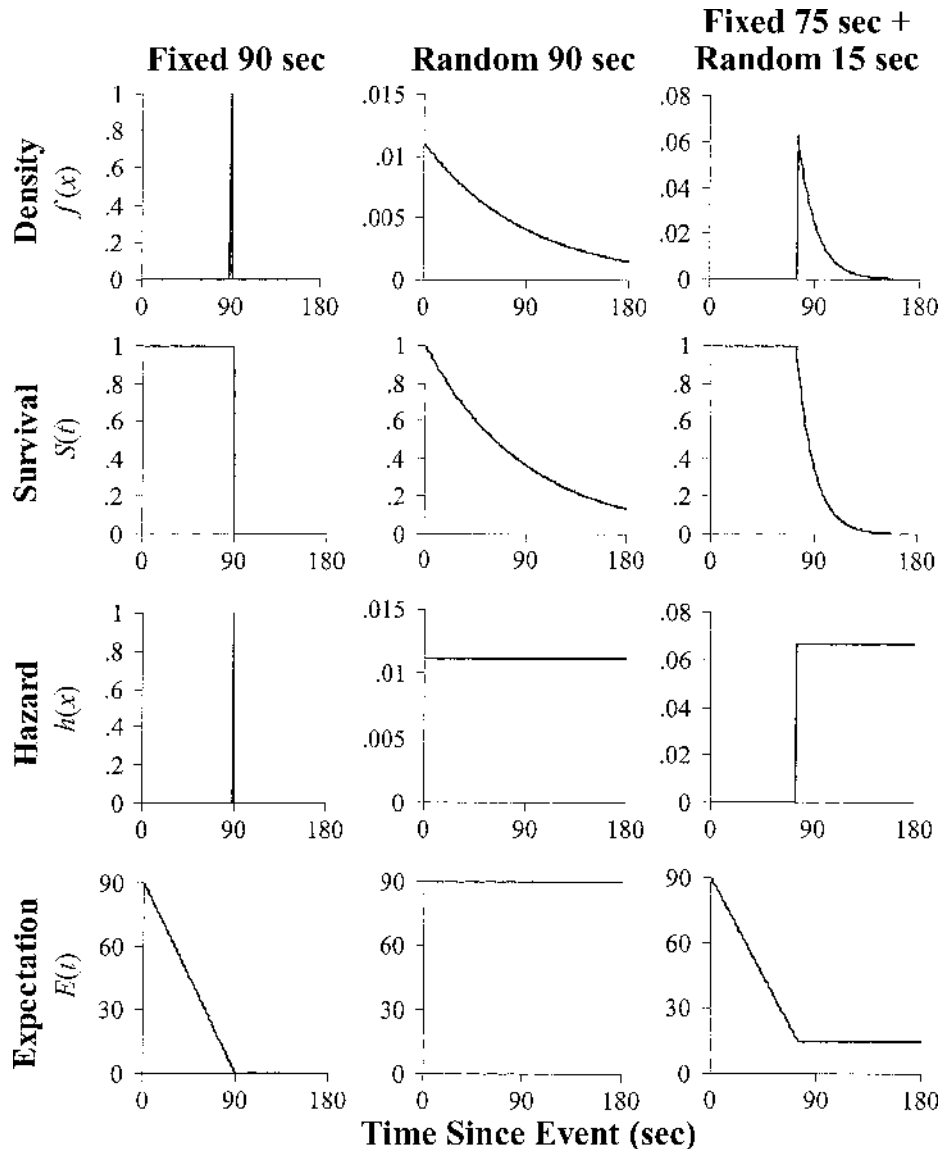 Fixed 90 sec
Random 90 sec
Fixed 75 sec +
Random 15 sec
Density
f(x)
1
.8
.6
.4
.2
0
0 90 180
.015
.01
.005
0
0 90 180
.08
.06
.04
.02
0
0 90 180
Survival
S(t)
1
.8
.6
.4
.2
0
0 90 180
1
.8
.6
.4
.2
0
0 90 180
1
.8
.6
.4
.2
0
0 90 180
Hazard
h(x)
1
.8
.6
.4
.2
0
0 90 180
.015
.01
.005
0
0 90 180
.08
.06
.04
.02
0
0 90 180
Expectation
E(t)
90
60
30
0
0 90 180
90
60
30
0
0 90 180
90
60
30
0
0 90 180
Time Since Event (sec)